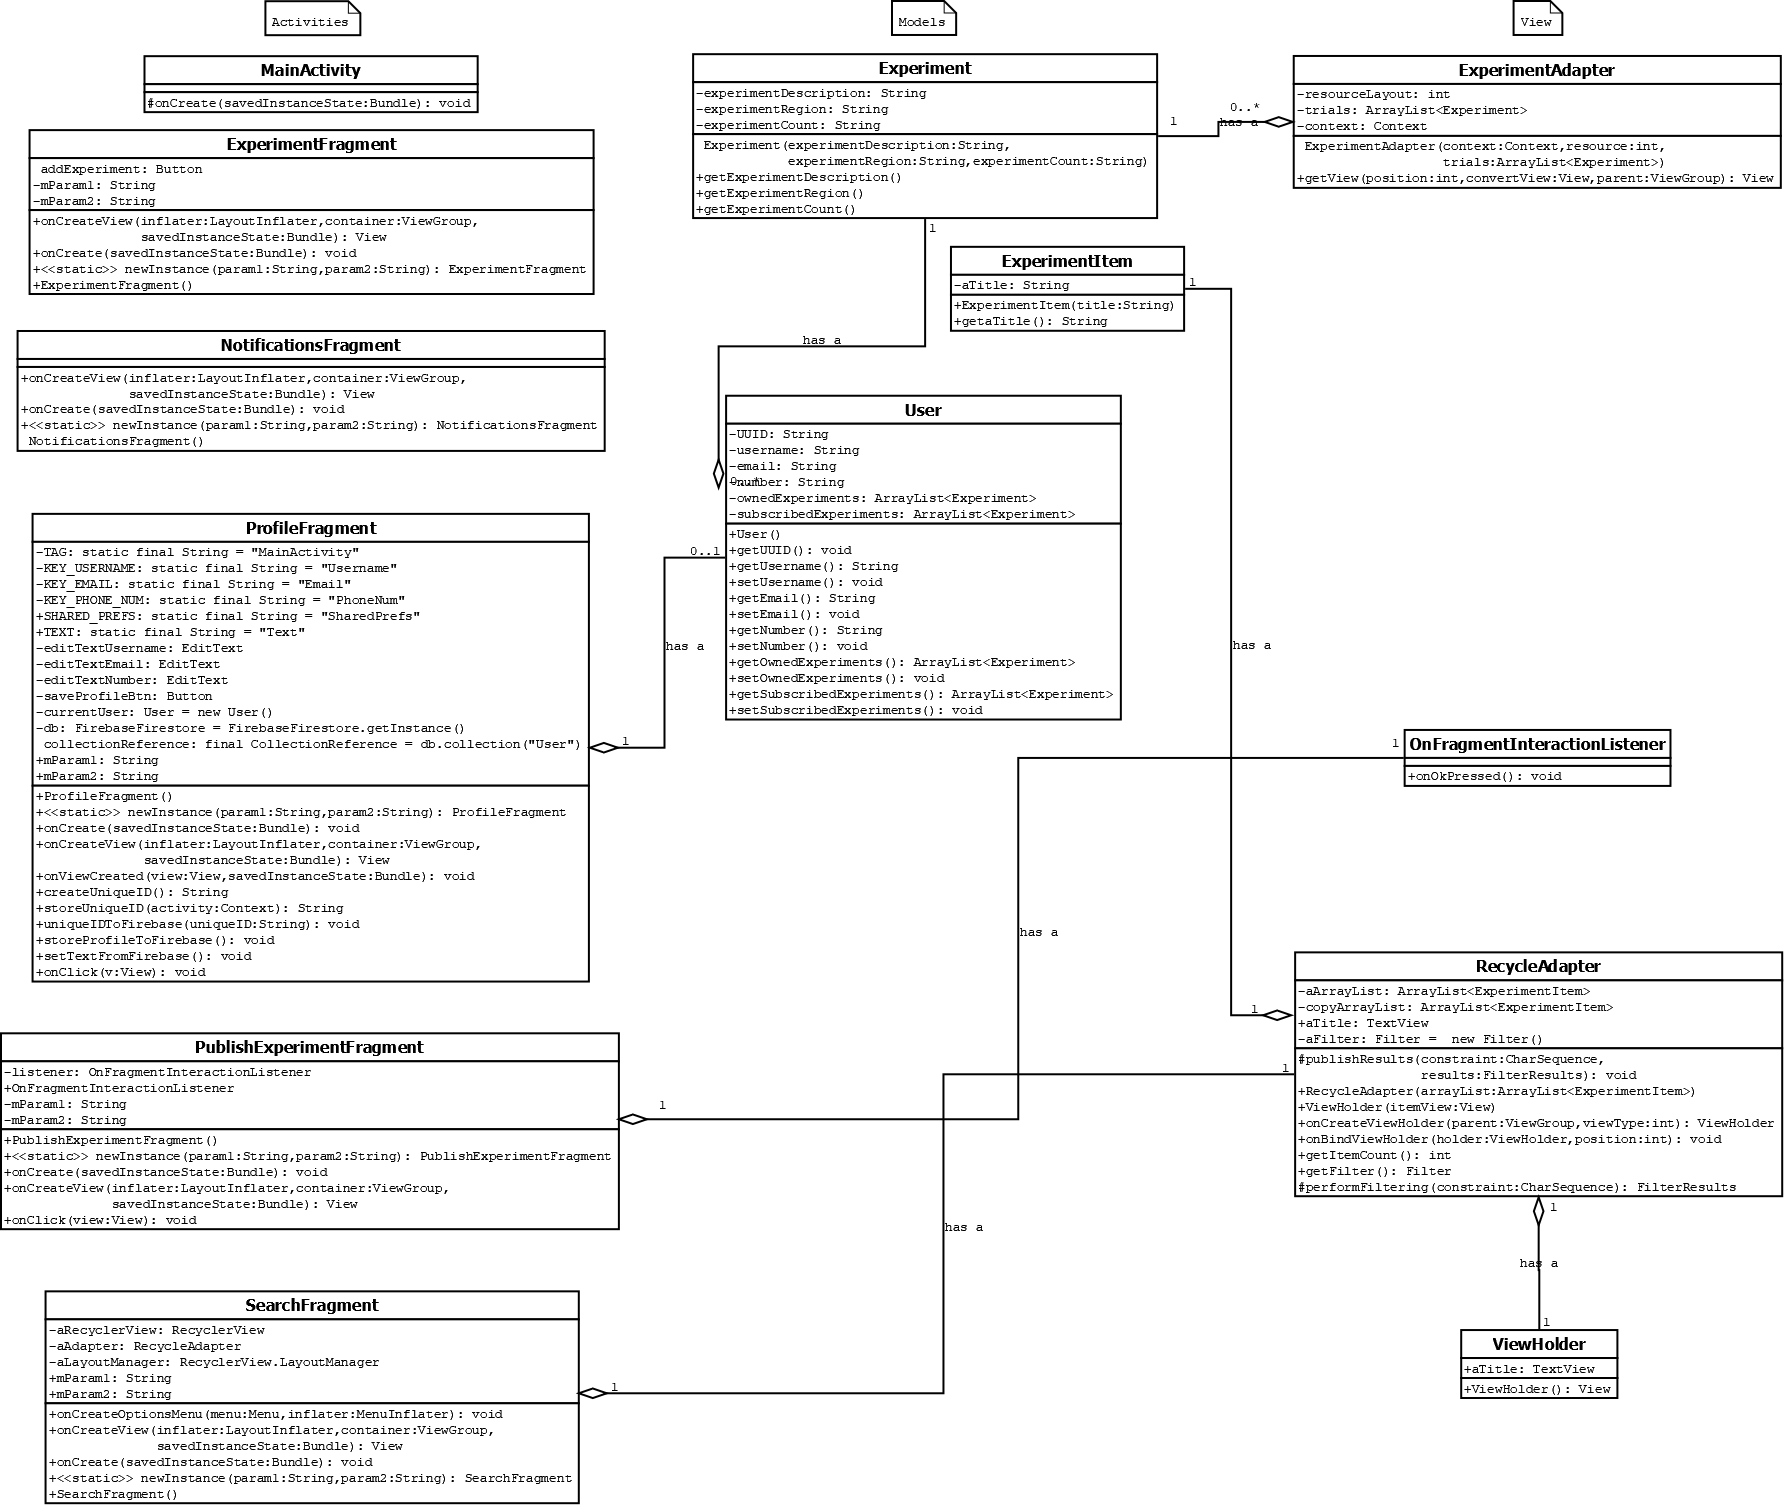 Activities
MainActivity
#onCreate(savedInstanceState:Bundle): void
ExperimentFragment
addExperiment: Button
-mParam1: String
-mParam2: String
+onCreateView(inflater:LayoutInflater,container:ViewGroup,
savedInstanceState:Bundle): View
+onCreate(savedInstanceState:Bundle): void
+<<static>> newInstance(param1:String,param2:String): ExperimentFragment
+ExperimentFragment()
NotificationsFragment
+onCreateView(inflater:LayoutInflater,container:ViewGroup,
savedInstanceState:Bundle): View
+onCreate(savedInstanceState:Bundle): void
+<<static>> newInstance(param1:String,param2:String): NotificationsFragment
NotificationsFragment()
ProfileFragment
-TAG: static final String = "MainActivity"
-KEY_USERNAME: static final String = "Username"
-KEY_EMAIL: static final String = "Email"
-KEY_PHONE_NUM: static final String = "PhoneNum"
+SHARED_PREFS: static final String = "SharedPrefs"
+TEXT: static final String = "Text"
-editTextUsername: EditText
-editTextEmail: EditText
-editTextNumber: EditText
-saveProfileBtn: Button
-currentUser: User = new User()
-db: FirebaseFirestore = FirebaseFirestore.getInstance()
collectionReference: final CollectionReference = db.collection("User")
+mParam1: String
+mParam2: String
+ProfileFragment()
+<<static>> newInstance(param1:String,param2:String): ProfileFragment
+onCreate(savedInstanceState:Bundle): void
+onCreateView(inflater:LayoutInflater,container:ViewGroup,
savedInstanceState:Bundle): View
+onViewCreated(view:View,savedInstanceState:Bundle): void
+createUniqueID(): String
+storeUniqueID(activity:Context): String
+uniqueIDToFirebase(uniqueID:String): void
+storeProfileToFirebase(): void
+setTextFromFirebase(): void
+onClick(v:View): void
PublishExperimentFragment
-listener: OnFragmentInteractionListener
+OnFragmentInteractionListener
-mParam1: String
-mParam2: String
+PublishExperimentFragment()
+<<static>> newInstance(param1:String,param2:String): PublishExperimentFragment
+onCreate(savedInstanceState:Bundle): void
+onCreateView(inflater:LayoutInflater,container:ViewGroup,
savedInstanceState:Bundle): View
+onClick(view:View): void
SearchFragment
-aRecyclerView: RecyclerView
-aAdapter: RecycleAdapter
-aLayoutManager: RecyclerView.LayoutManager
+mParam1: String
+mParam2: String
+onCreateOptionsMenu(menu:Menu,inflater:MenuInflater): void
+onCreateView(inflater:LayoutInflater,container:ViewGroup,
savedInstanceState:Bundle): View
+onCreate(savedInstanceState:Bundle): void
+<<static>> newInstance(param1:String,param2:String): SearchFragment
+SearchFragment()
Models
Experiment
-experimentDescription: String
-experimentRegion: String
-experimentCount: String
Experiment(experimentDescription:String,
experimentRegion:String,experimentCount:String)
+getExperimentDescription()
+getExperimentRegion()
+getExperimentCount()
1
0..*
has a
1
has a
0..*
ExperimentItem
-aTitle: String
+ExperimentItem(title:String)
+getaTitle(): String
1
has a
1
User
-UUID: String
-username: String
-email: String
-number: String
-ownedExperiments: ArrayList<Experiment>
-subscribedExperiments: ArrayList<Experiment>
+User()
+getUUID(): void
+getUsername(): String
+setUsername(): void
+getEmail(): String
+setEmail(): void
+getNumber(): String
+setNumber(): void
+getOwnedExperiments(): ArrayList<Experiment>
+setOwnedExperiments(): void
+getSubscribedExperiments(): ArrayList<Experiment>
+setSubscribedExperiments(): void
0..1
has a
1
1
has a
1
1
has a
1
View
ExperimentAdapter
-resourceLayout: int
-trials: ArrayList<Experiment>
-context: Context
ExperimentAdapter(context:Context,resource:int,
trials:ArrayList<Experiment>)
+getView(position:int,convertView:View,parent:ViewGroup): View
OnFragmentInteractionListener
+onOkPressed(): void
RecycleAdapter
-aArrayList: ArrayList<ExperimentItem>
-copyArrayList: ArrayList<ExperimentItem>
+aTitle: TextView
-aFilter: Filter =  new Filter()
#publishResults(constraint:CharSequence,
results:FilterResults): void
+RecycleAdapter(arrayList:ArrayList<ExperimentItem>)
+ViewHolder(itemView:View)
+onCreateViewHolder(parent:ViewGroup,viewType:int): ViewHolder
+onBindViewHolder(holder:ViewHolder,position:int): void
+getItemCount(): int
+getFilter(): Filter
#performFiltering(constraint:CharSequence): FilterResults
1
has a
1
ViewHolder
+aTitle: TextView
+ViewHolder(): View